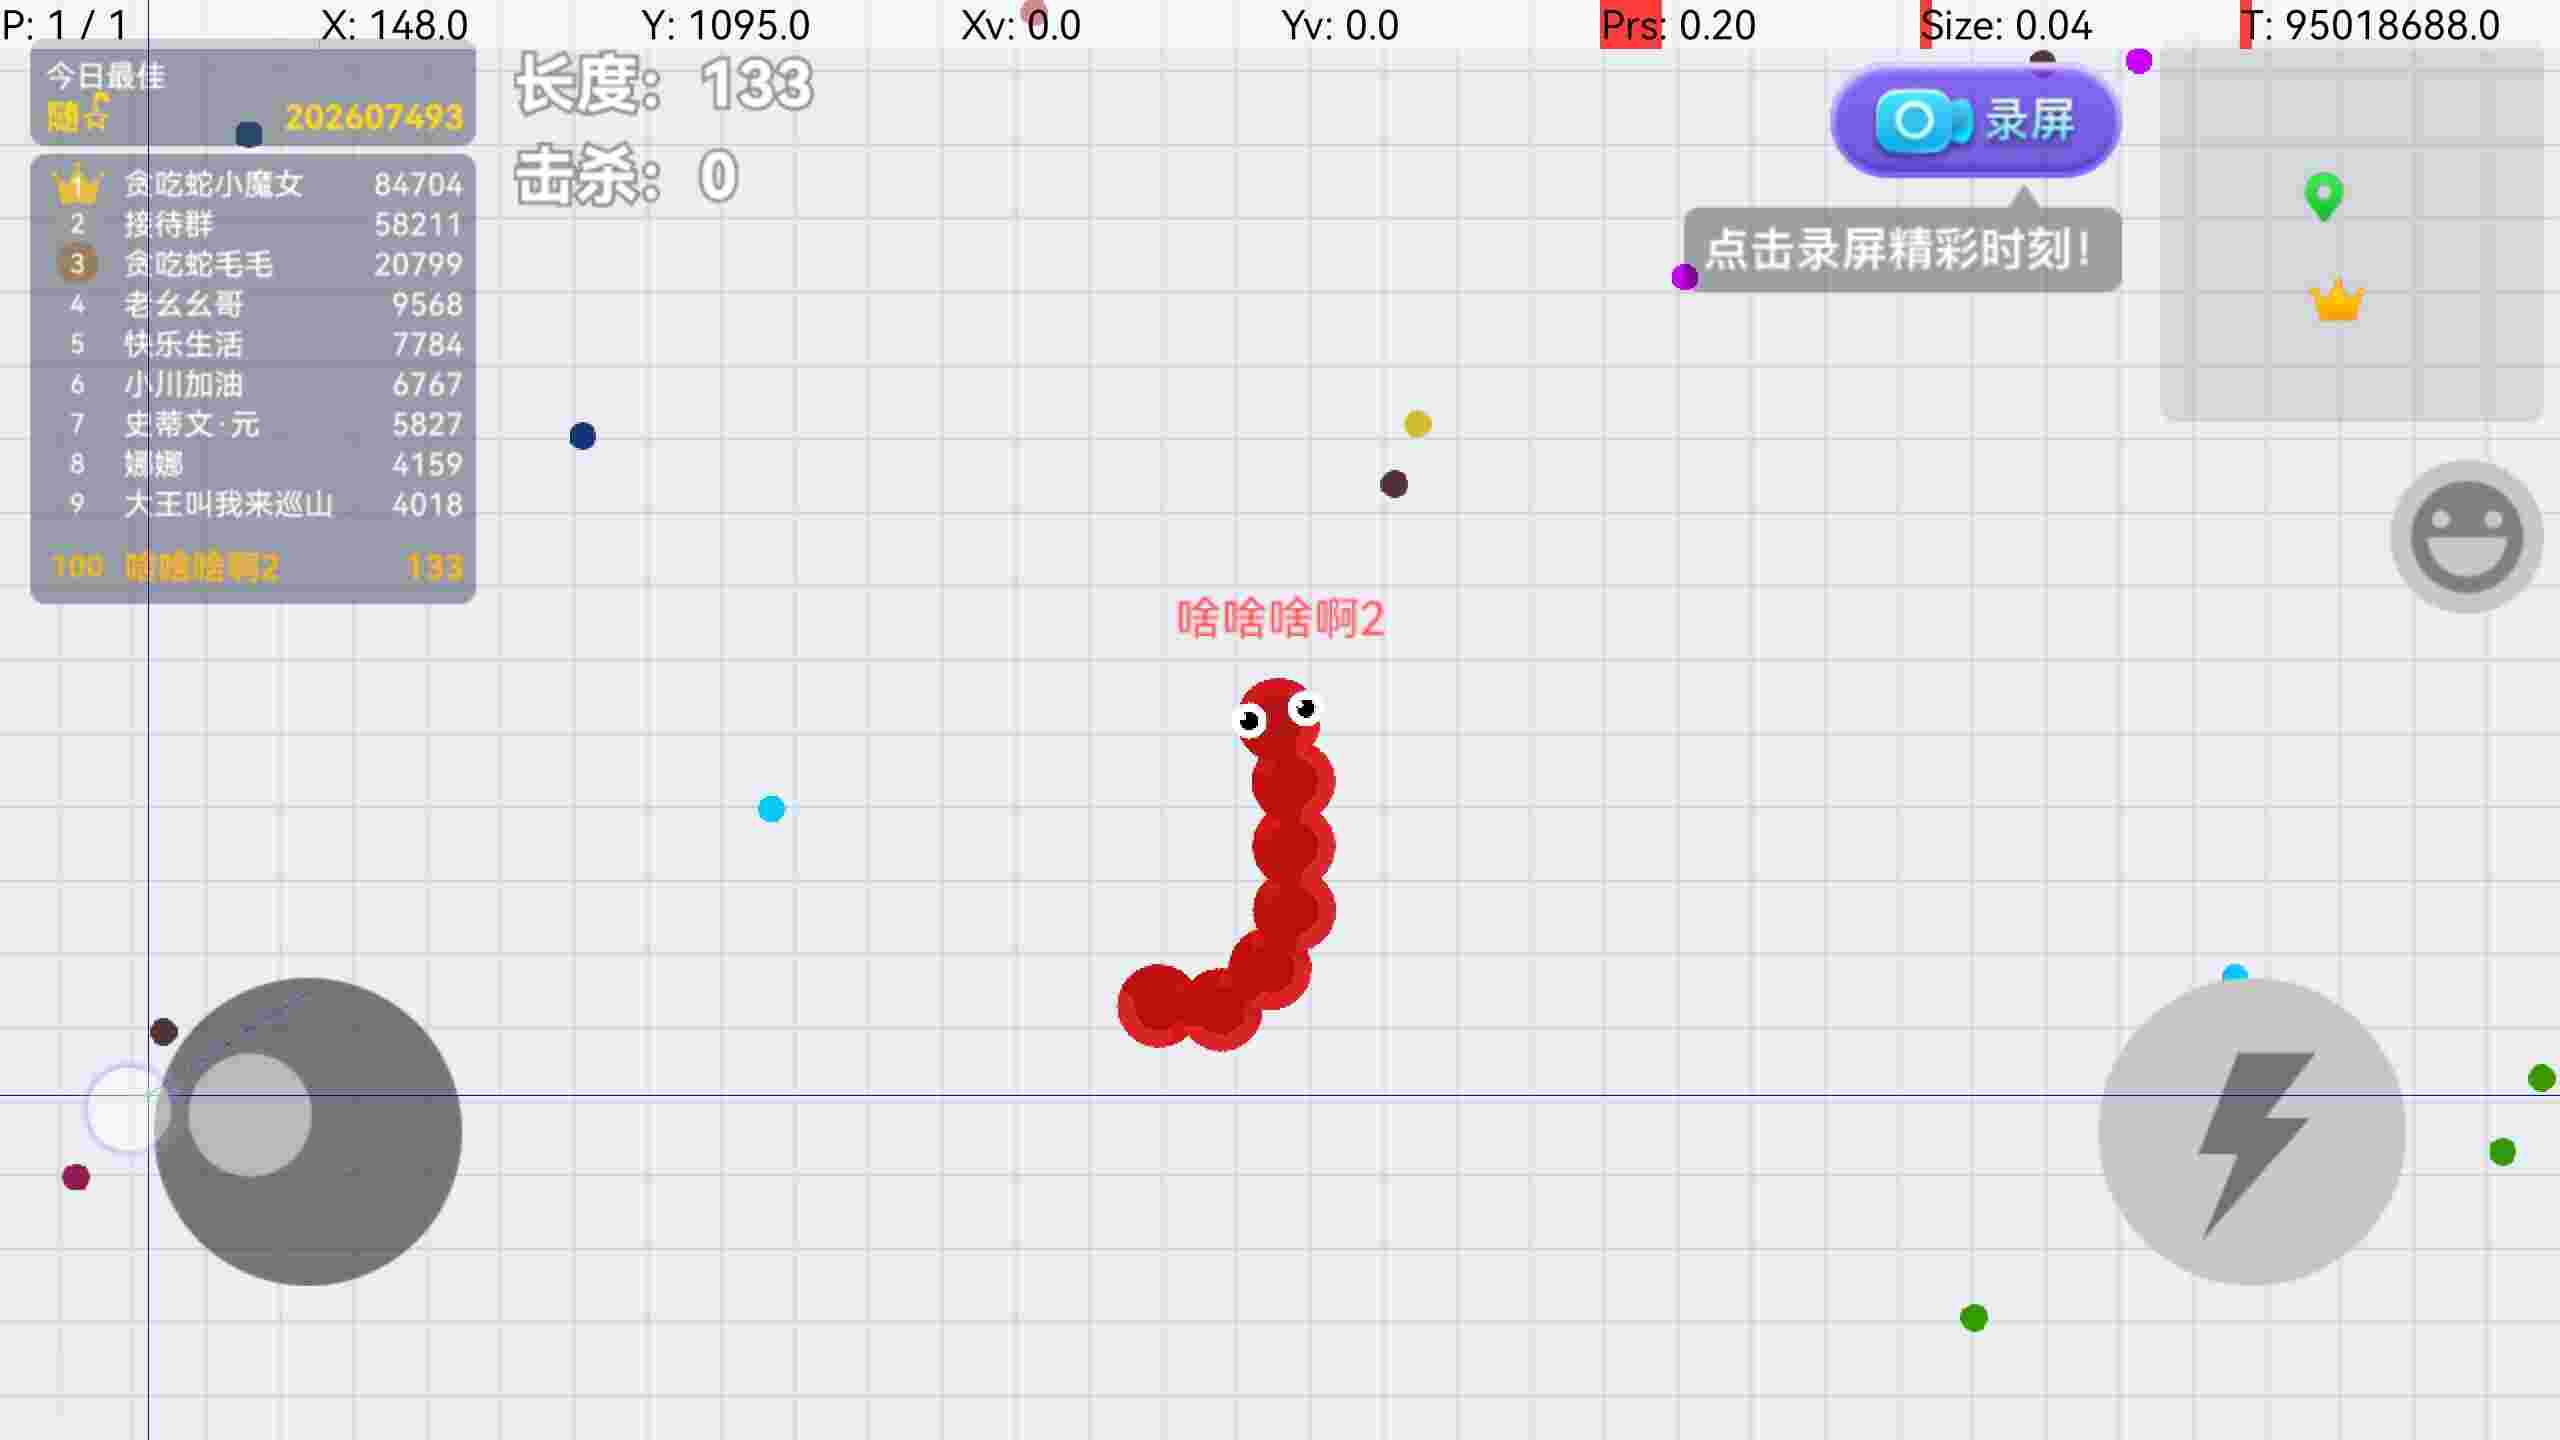 P: 1 / 1 X: 148.0 Y: 1095.0 Xv: 0.0 Yv: 0.0 Prs: 0.20 Size: 0.04 T: 95018688.0
今日最佳
随☆ 202607493
1 贪吃蛇小魔女 84704
2 接待群 58211
3 贪吃蛇毛毛 20799
4 老幺幺哥 9568
5 快乐生活 7784
6 小川加油 6767
7 史蒂文·元 5827
8 娜娜 4159
9 大王叫我来巡山 4018
100 啥啥啥啊2 133
长度：133
击杀：0
录屏
点击录屏精彩时刻！
啥啥啥啊2